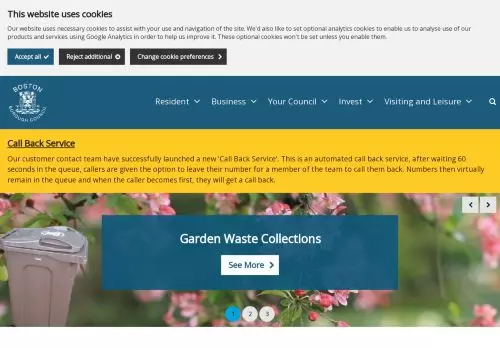 This website uses cookies
Our website uses necessary cookies to assist with your use and navigation of the site. We'd also like to set optional analytics cookies to enable us to analyse use of our
products and services using Google Analytics in order to help us improve it. These optional cookies won't be set unless you enable them.
Accept all
Reject additional
Change cookie preferences
BOSTON
BOROUGH COUNCIL
Resident
Business
Your Council
Invest
Visiting and Leisure
Call Back Service
Our customer contact team have successfully launched a new 'Call Back Service'. This is an automated call back service, after waiting 60
seconds in the queue, callers are given the option to leave their number for a member of the team to call them back. Numbers then virtually
remain in the queue and when the caller becomes first, they will get a call back.
Garden Waste Collections
See More
1 2 3